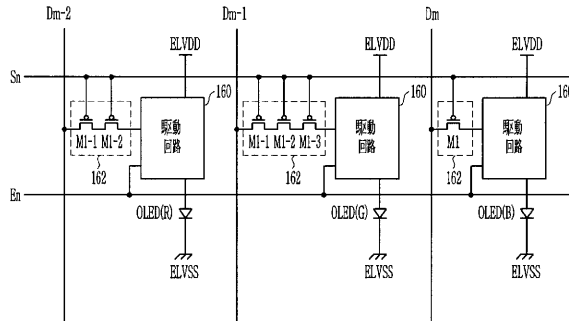 Dm-2 Dm-1 Dm
ELVDD ELVDD ELVDD
Sn
160 160 160
M1-1 M1-2 駆動 回路 M1-1 M1-2 M1-3 駆動 回路 M1 駆動 回路
162 162 162
En
OLED(R) OLED(G) OLED(B)
ELVSS ELVSS ELVSS